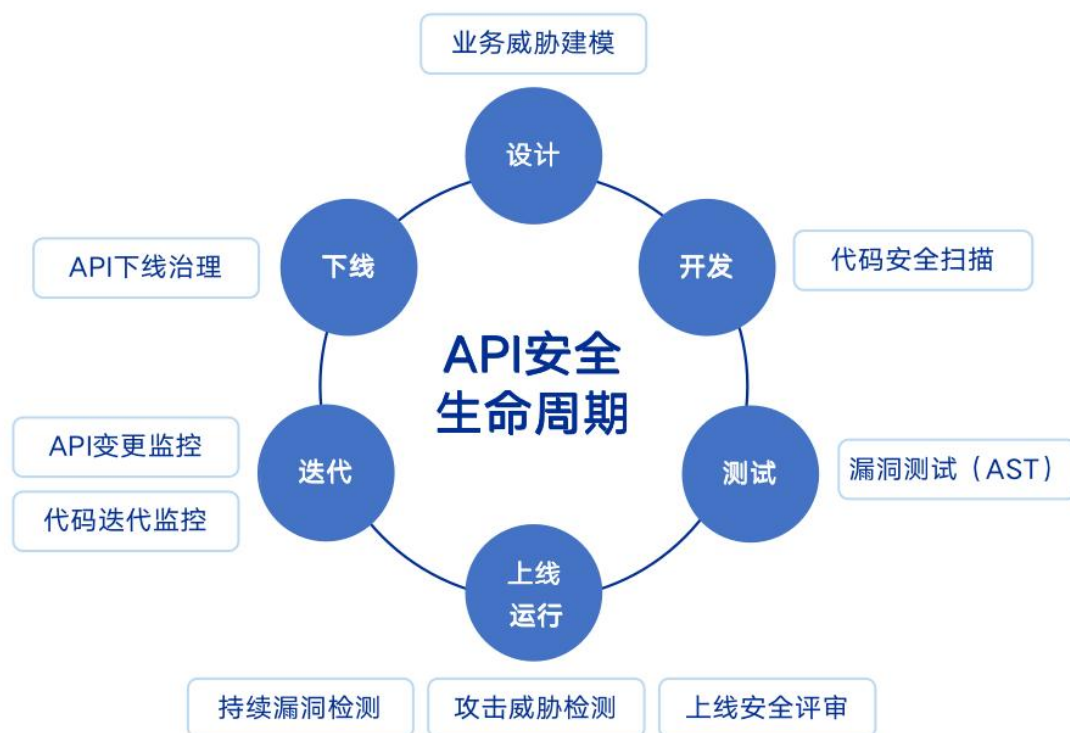 业务威胁建模
设计
下线
API下线治理
开发
代码安全扫描
API安全
生命周期
API变更监控
代码迭代监控
迭代
测试
漏洞测试（AST）
上线
运行
持续漏洞检测
攻击威胁检测
上线安全评审